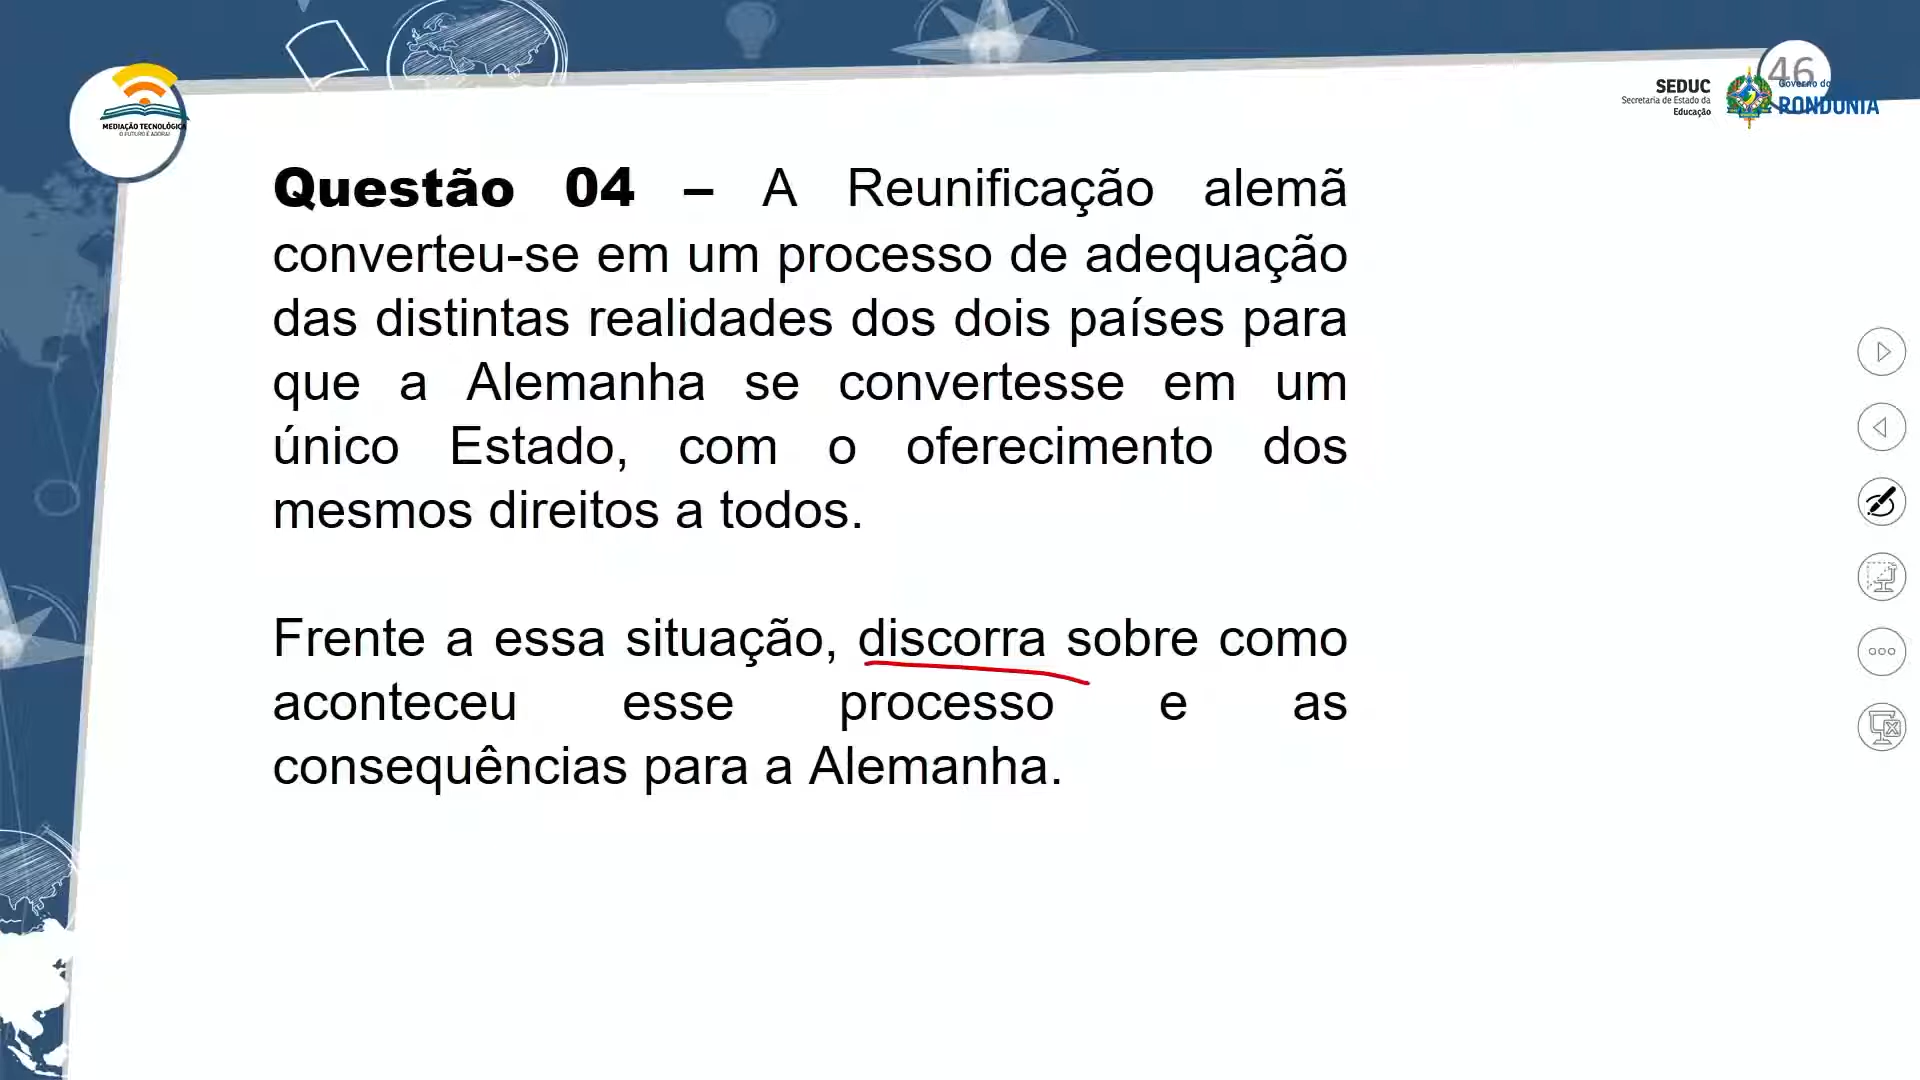 46
MEDIAÇÃO TECNOLÓGICA
O FUTURO É AGORA!
SEDUC
Secretaria de Estado da
Educação
Governo do
RONDÔNIA
Questão 04 – A Reunificação alemã
converteu-se em um processo de adequação
das distintas realidades dos dois países para
que a Alemanha se convertesse em um
único Estado, com o oferecimento dos
mesmos direitos a todos.
Frente a essa situação, discorra sobre como
aconteceu esse processo e as
consequências para a Alemanha.